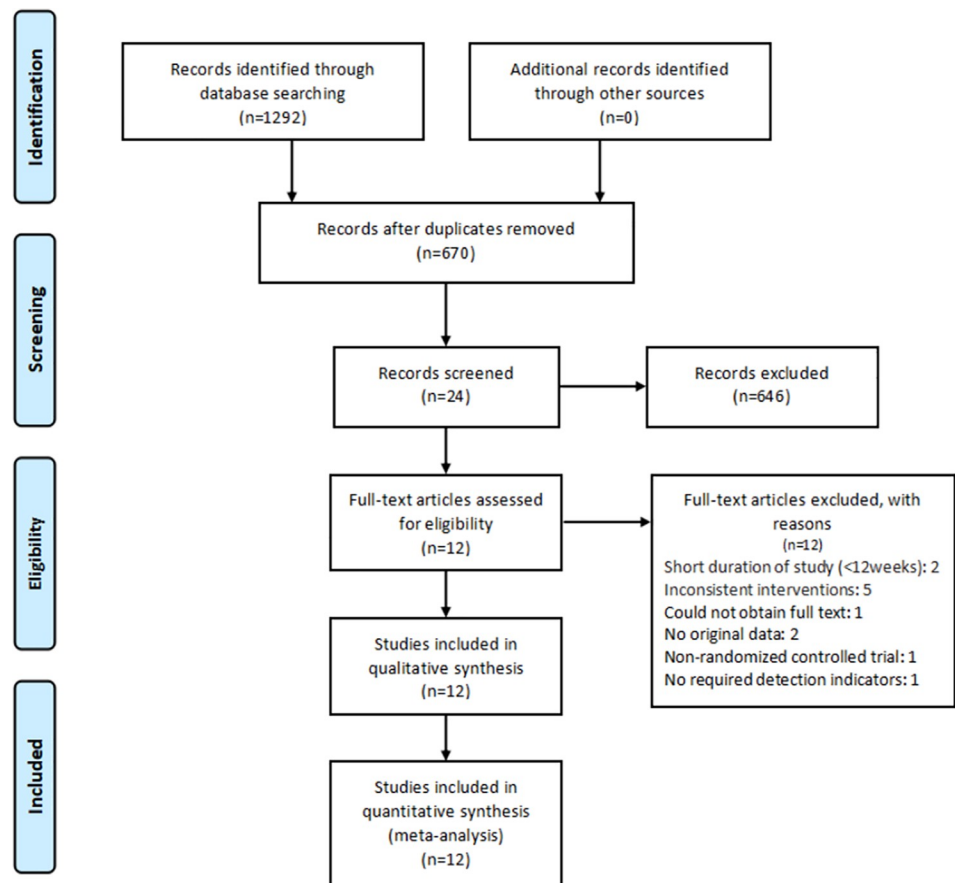 Identification
Records identified through
database searching
(n=1292)
Additional records identified
through other sources
(n=0)
Records after duplicates removed
(n=670)
Screening
Records screened
(n=24)
Records excluded
(n=646)
Eligibility
Full-text articles assessed
for eligibility
(n=12)
Full-text articles excluded, with
reasons
(n=12)
Short duration of study (<12weeks): 2
Inconsistent interventions: 5
Could not obtain full text: 1
No original data: 2
Non-randomized controlled trial: 1
No required detection indicators: 1
Studies included in
qualitative synthesis
(n=12)
Included
Studies included in
quantitative synthesis
(meta-analysis)
(n=12)